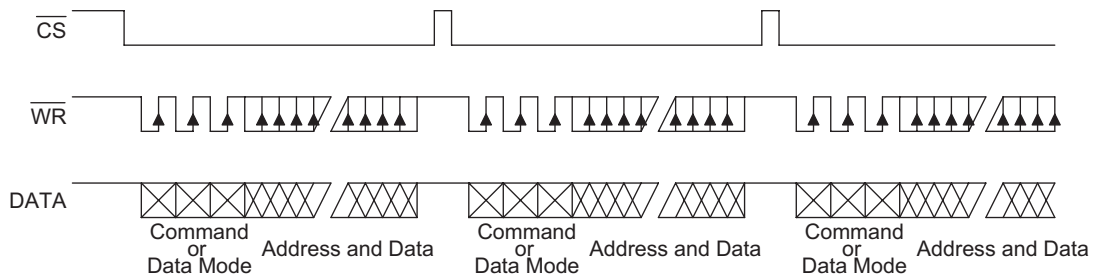 CS
WR
DATA
Command
or
Data Mode
Address and Data
Command
or
Data Mode
Address and Data
Command
or
Data Mode
Address and Data